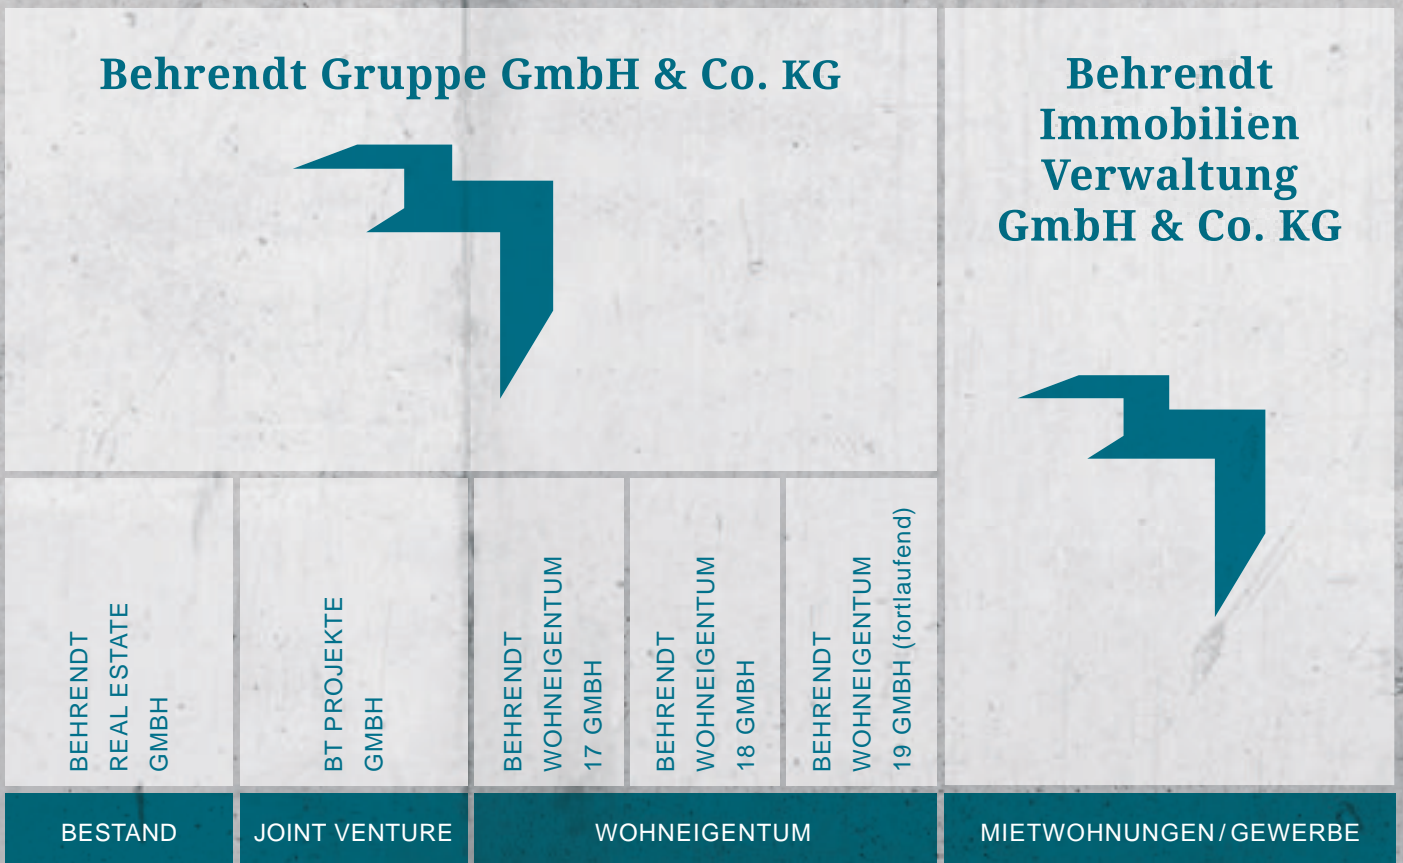 Behrendt Gruppe GmbH & Co. KG
Behrendt
Immobilien
Verwaltung
GmbH & Co. KG
BEHRENDT
REAL ESTATE
GMBH
BT PROJEKTE
GMBH
BEHRENDT
WOHNEIGENTUM
17 GMBH
BEHRENDT
WOHNEIGENTUM
18 GMBH
BEHRENDT
WOHNEIGENTUM
19 GMBH (fortlaufend)
BESTAND
JOINT VENTURE
WOHNEIGENTUM
MIETWOHNUNGEN / GEWERBE